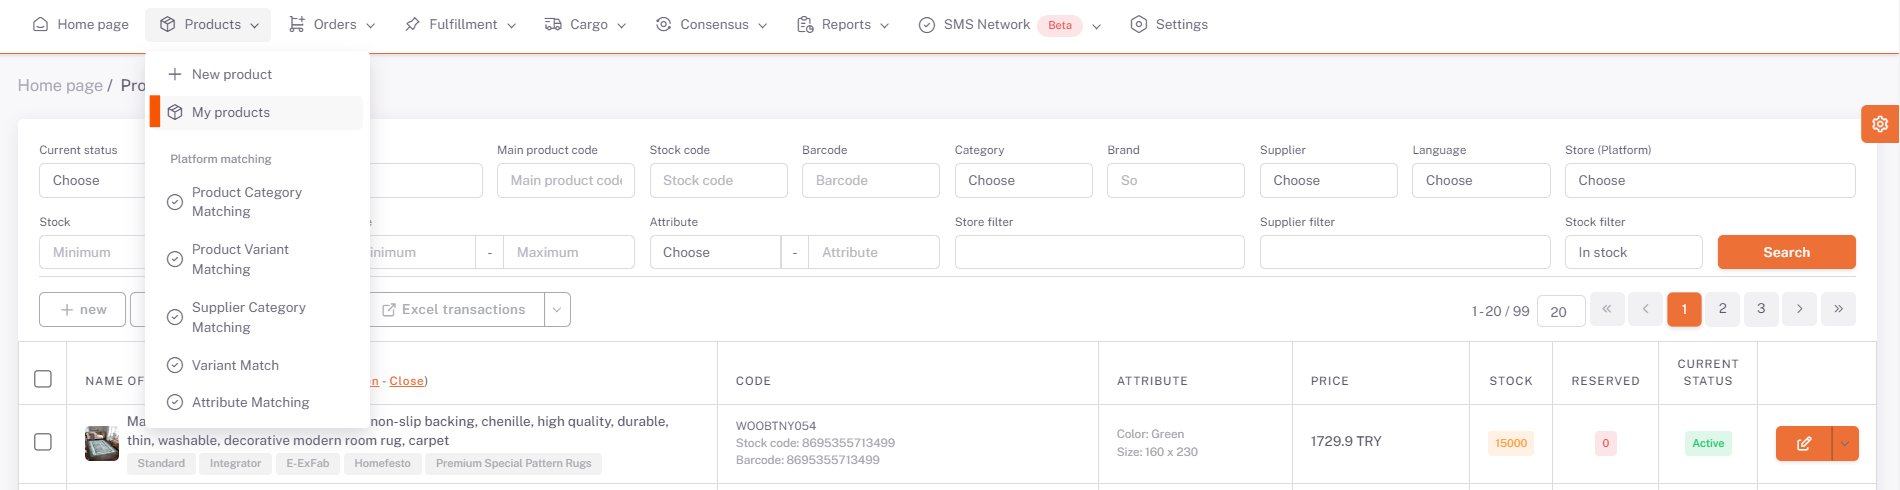 Home page
Products
Orders
Fulfillment
Cargo
Consensus
Reports
SMS Network Beta
Settings
New product
My products
Platform matching
Product Category
Matching
Product Variant
Matching
Supplier Category
Matching
Variant Match
Attribute Matching
Home page / Pro
Current status
Main product code
Stock code
Barcode
Category
Brand
Supplier
Language
Store (Platform)
Choose
Main product code
Stock code
Barcode
Choose
So
Choose
Choose
Choose
Stock
Attribute
Store filter
Supplier filter
Stock filter
Minimum
inimum
-
Maximum
Choose
-
Attribute
In stock
Search
+ new
Excel transactions
1 - 20 / 99
20
« ‹ 1 2 3 › »
NAME OF
n - Close)
CODE
ATTRIBUTE
PRICE
STOCK
RESERVED
CURRENT
STATUS
Ma
non-slip backing, chenille, high quality, durable,
thin, washable, decorative modern room rug, carpet
Standard Integrator E-ExFab Homefesto Premium Special Pattern Rugs
WOOBTNY054
Stock code: 8695355713499
Barcode: 8695355713499
Color: Green
Size: 160 x 230
1729.9 TRY
15000
0
Active